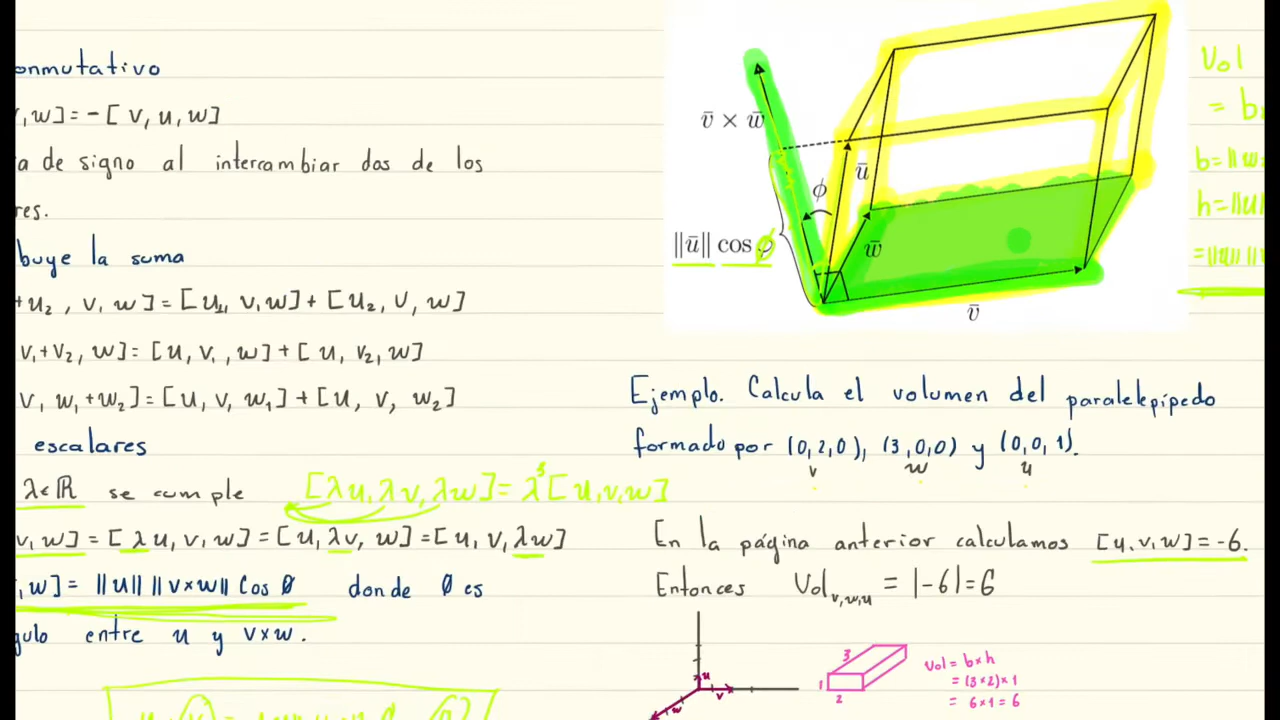 onmutativo
, w] = - [ v, u, w ]
a de signo al intercambiar dos de los
res.
buye la suma
+u₂ , v, w ] = [ u₁, v, w ] + [ u₂, v, w ]
v₁+v₂, w ] = [ u, v₁, w ] + [ u, v₂, w ]
v, w₁+w₂] = [ u, v, w₁ ] + [ u, v, w₂ ]
escalares
λ∈ℝ se cumple [λu, λv, λw] = λ³ [ u, v, w ]
v, w ] = [ λu, v, w ] = [ u, λv, w ] = [ u, v, λw ]
, w ] = ||u|| ||v×w|| Cos ø donde ø es
gulo entre u y v×w.
v̄ × w̄
ϕ
ū
‖ū‖ cos ϕ
w̄
v̄
Vol
= b
b=||w
h=||u||
=||u||
Ejemplo. Calcula el volumen del paralelepípedo
formado por (0,2,0), (3,0,0) y (0,0,1).
v w u
En la página anterior calculamos [u,v,w] = -6.
Entonces Vol v,w,u = |-6| = 6
u
v
w
3
1
2
Vol = b×h
= (3×2)×1
= 6×1 = 6